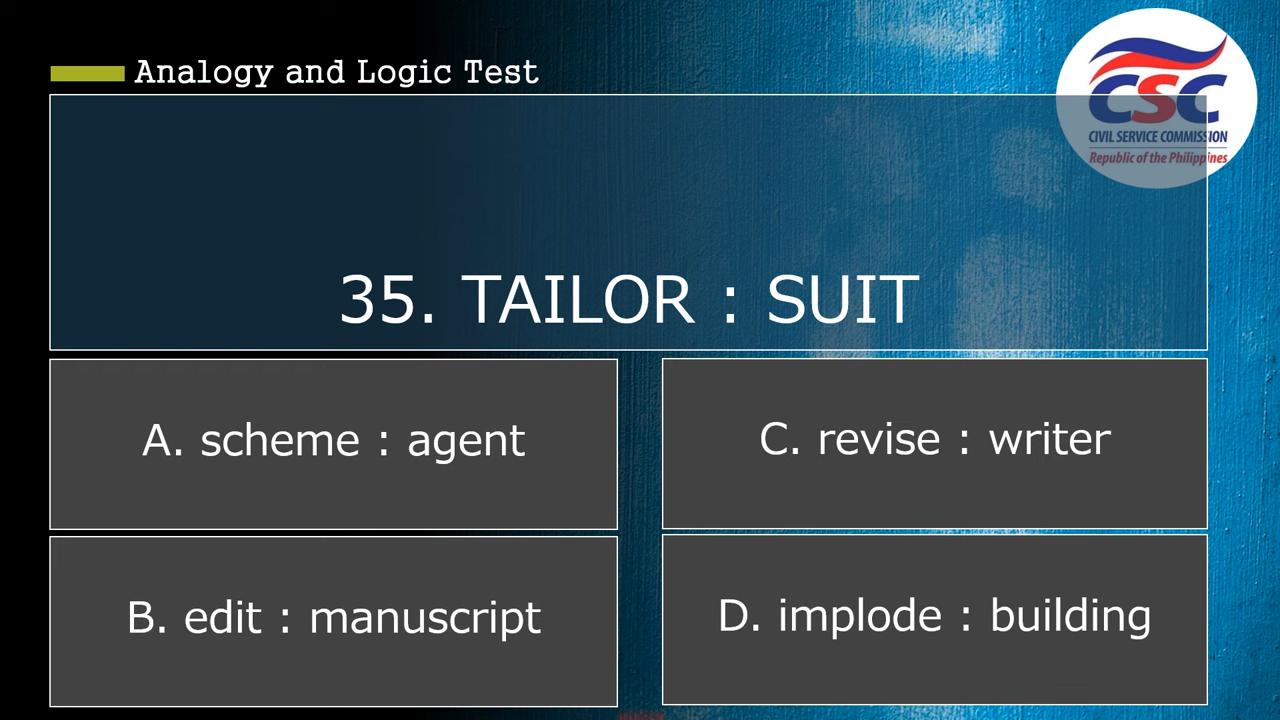 Analogy and Logic Test
CSC
CIVIL SERVICE COMMISSION
Republic of the Philippines
35. TAILOR : SUIT
A. scheme : agent
C. revise : writer
B. edit : manuscript
D. implode : building